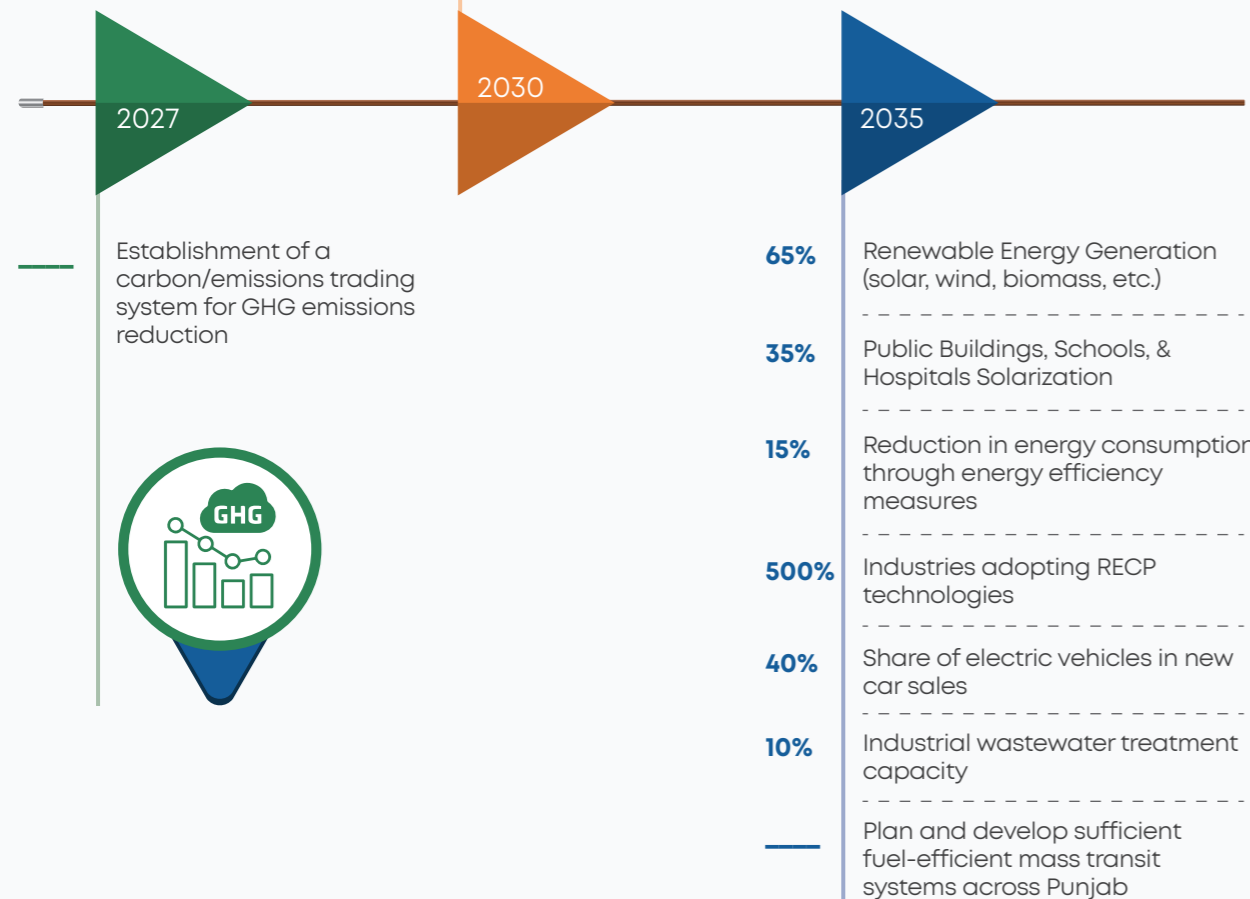 2027
2030
2035
Establishment of a
carbon/emissions trading
system for GHG emissions
reduction
GHG
65%
Renewable Energy Generation
(solar, wind, biomass, etc.)
35%
Public Buildings, Schools, &
Hospitals Solarization
15%
Reduction in energy consumption
through energy efficiency
measures
500%
Industries adopting RECP
technologies
40%
Share of electric vehicles in new
car sales
10%
Industrial wastewater treatment
capacity
Plan and develop sufficient
fuel-efficient mass transit
systems across Punjab